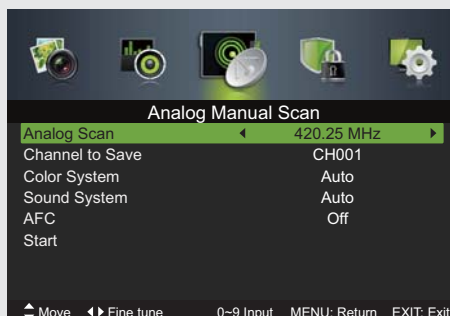 Analog Manual Scan
Analog Scan 420.25 MHz
Channel to Save CH001
Color System Auto
Sound System Auto
AFC Off
Start
Move Fine tune 0~9 Input MENU: Return EXIT: Exit